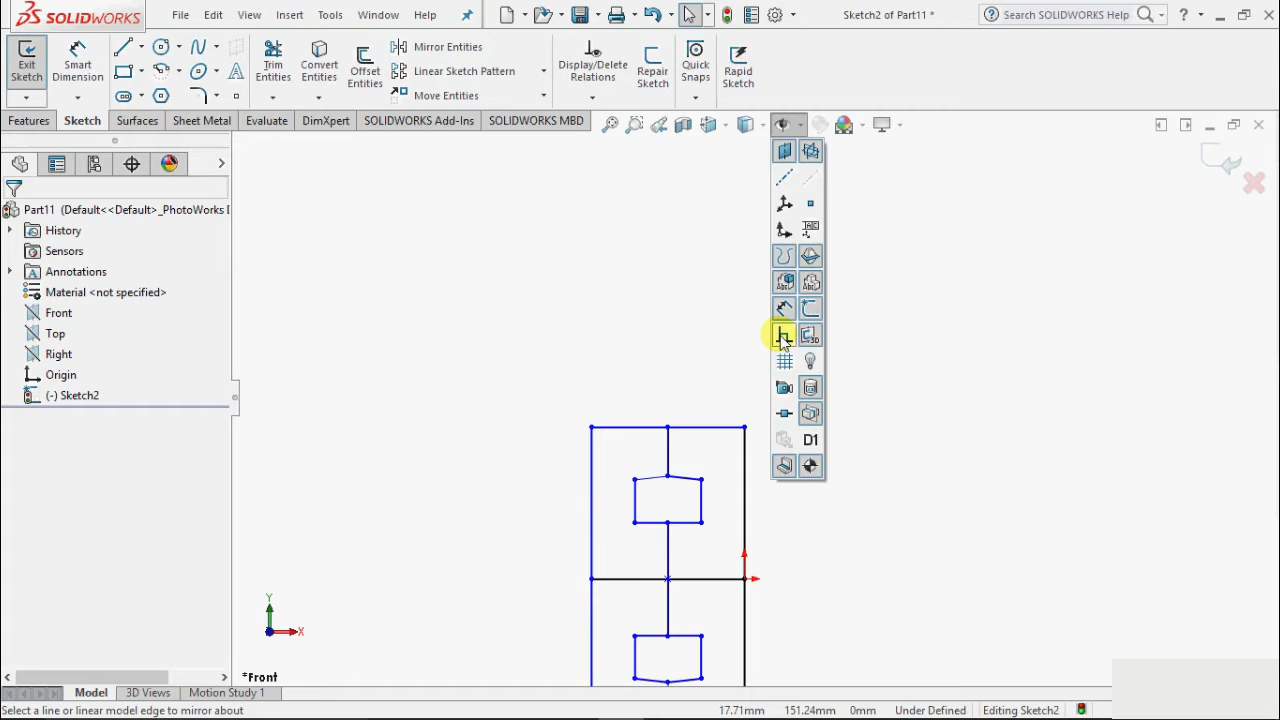 SOLIDWORKS
File Edit View Insert Tools Window Help
Sketch2 of Part11 *
Search SOLIDWORKS Help
?
Exit Sketch
Smart Dimension
Trim Entities
Convert Entities
Offset Entities
Mirror Entities
Linear Sketch Pattern
Move Entities
Display/Delete Relations
Repair Sketch
Quick Snaps
Rapid Sketch
Features Sketch Surfaces Sheet Metal Evaluate DimXpert SOLIDWORKS Add-Ins SOLIDWORKS MBD
Part11 (Default<<Default>_PhotoWorks
History
Sensors
Annotations
Material <not specified>
Front
Top
Right
Origin
(-) Sketch2
D1
Y
X
*Front
Model 3D Views Motion Study 1
Select a line or linear model edge to mirror about
17.71mm 151.24mm 0mm Under Defined Editing Sketch2